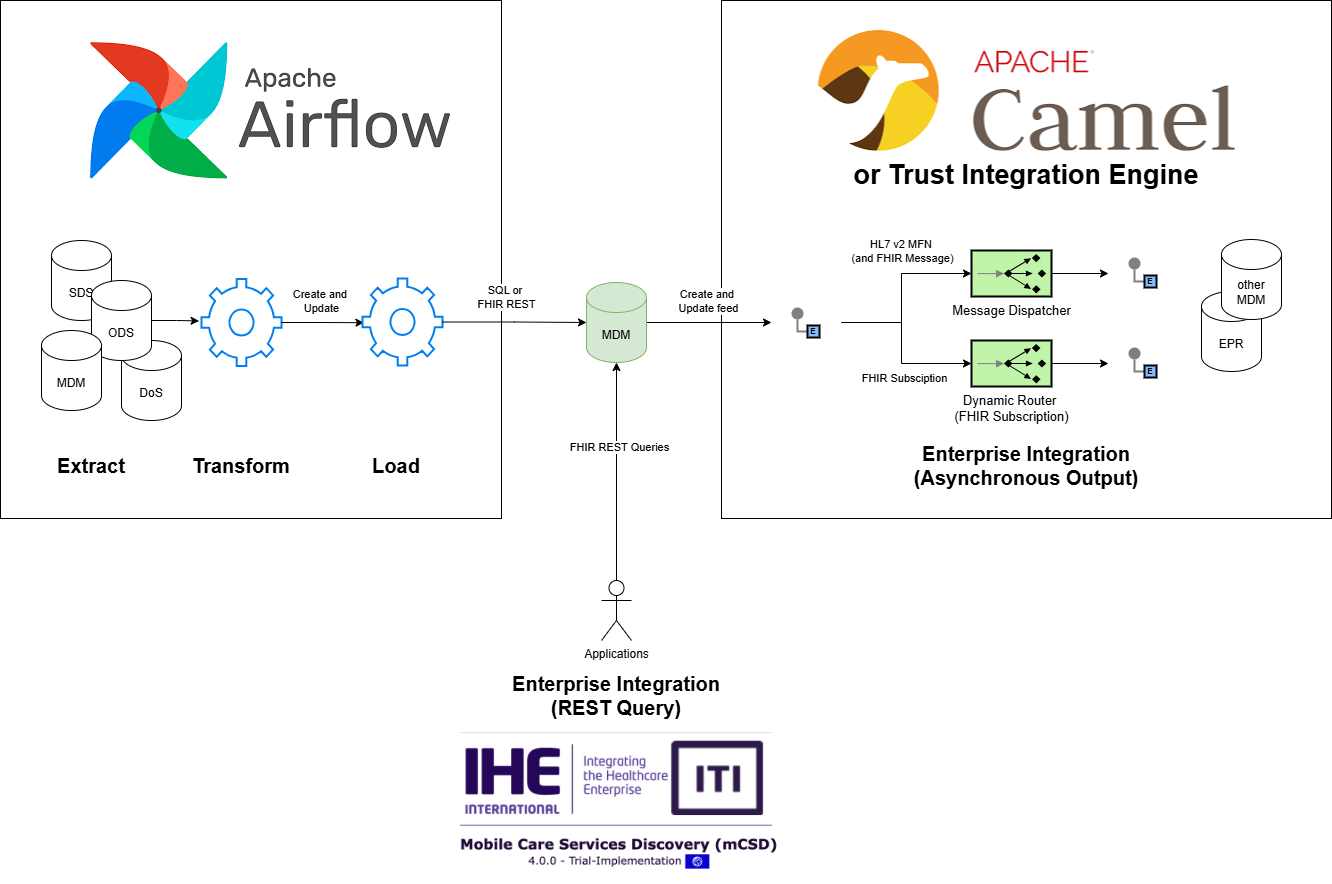 Apache
Airflow
APACHE®
Camel
or Trust Integration Engine
SDS
ODS
MDM
DoS
Create and
Update
SQL or
FHIR REST
MDM
Create and
Update feed
HL7 v2 MFN
(and FHIR Message)
Message Dispatcher
FHIR Subsciption
Dynamic Router
(FHIR Subscription)
E
E
E
other
MDM
EPR
Extract
Transform
Load
Enterprise Integration
(Asynchronous Output)
FHIR REST Queries
Applications
Enterprise Integration
(REST Query)
IHE
INTERNATIONAL
Integrating
the Healthcare
Enterprise
ITI
Mobile Care Services Discovery (mCSD)
4.0.0 - Trial-Implementation